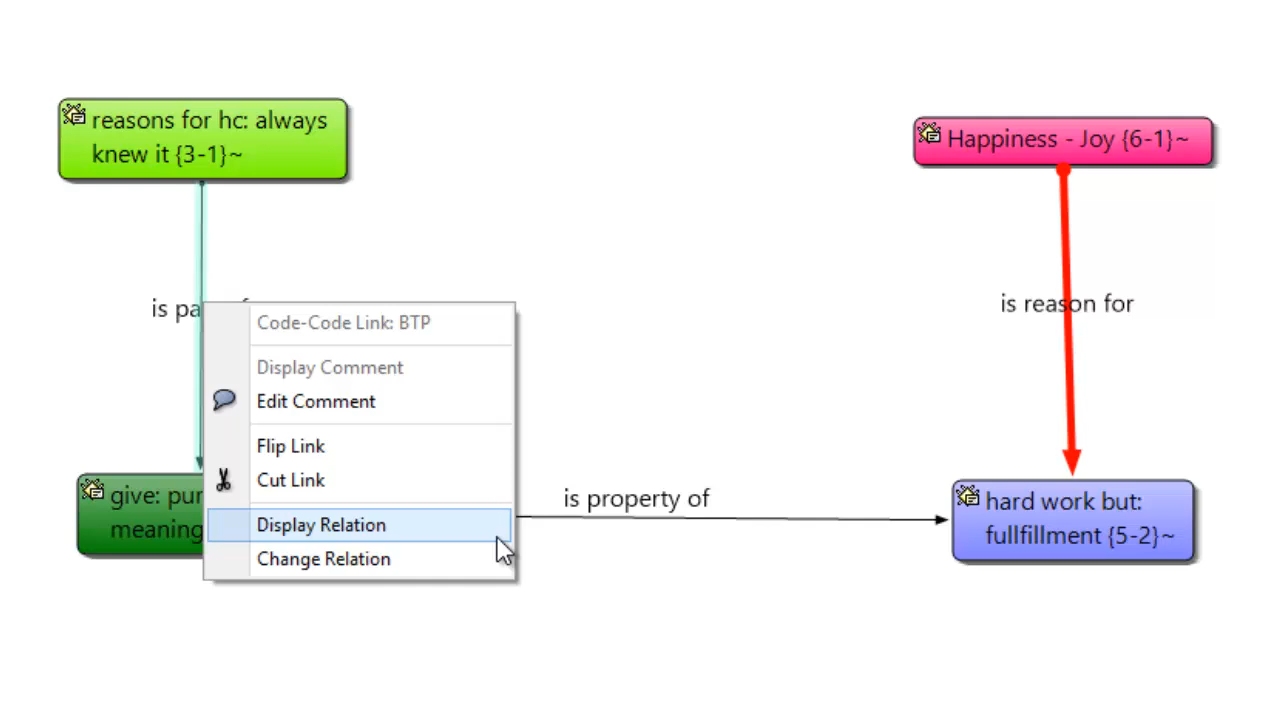 reasons for hc: always
knew it {3-1}~
Happiness - Joy {6-1}~
is
is reason for
Code-Code Link: BTP
Display Comment
Edit Comment
Flip Link
Cut Link
Display Relation
Change Relation
give:
meaning
is property of
hard work but:
fullfillment {5-2}~